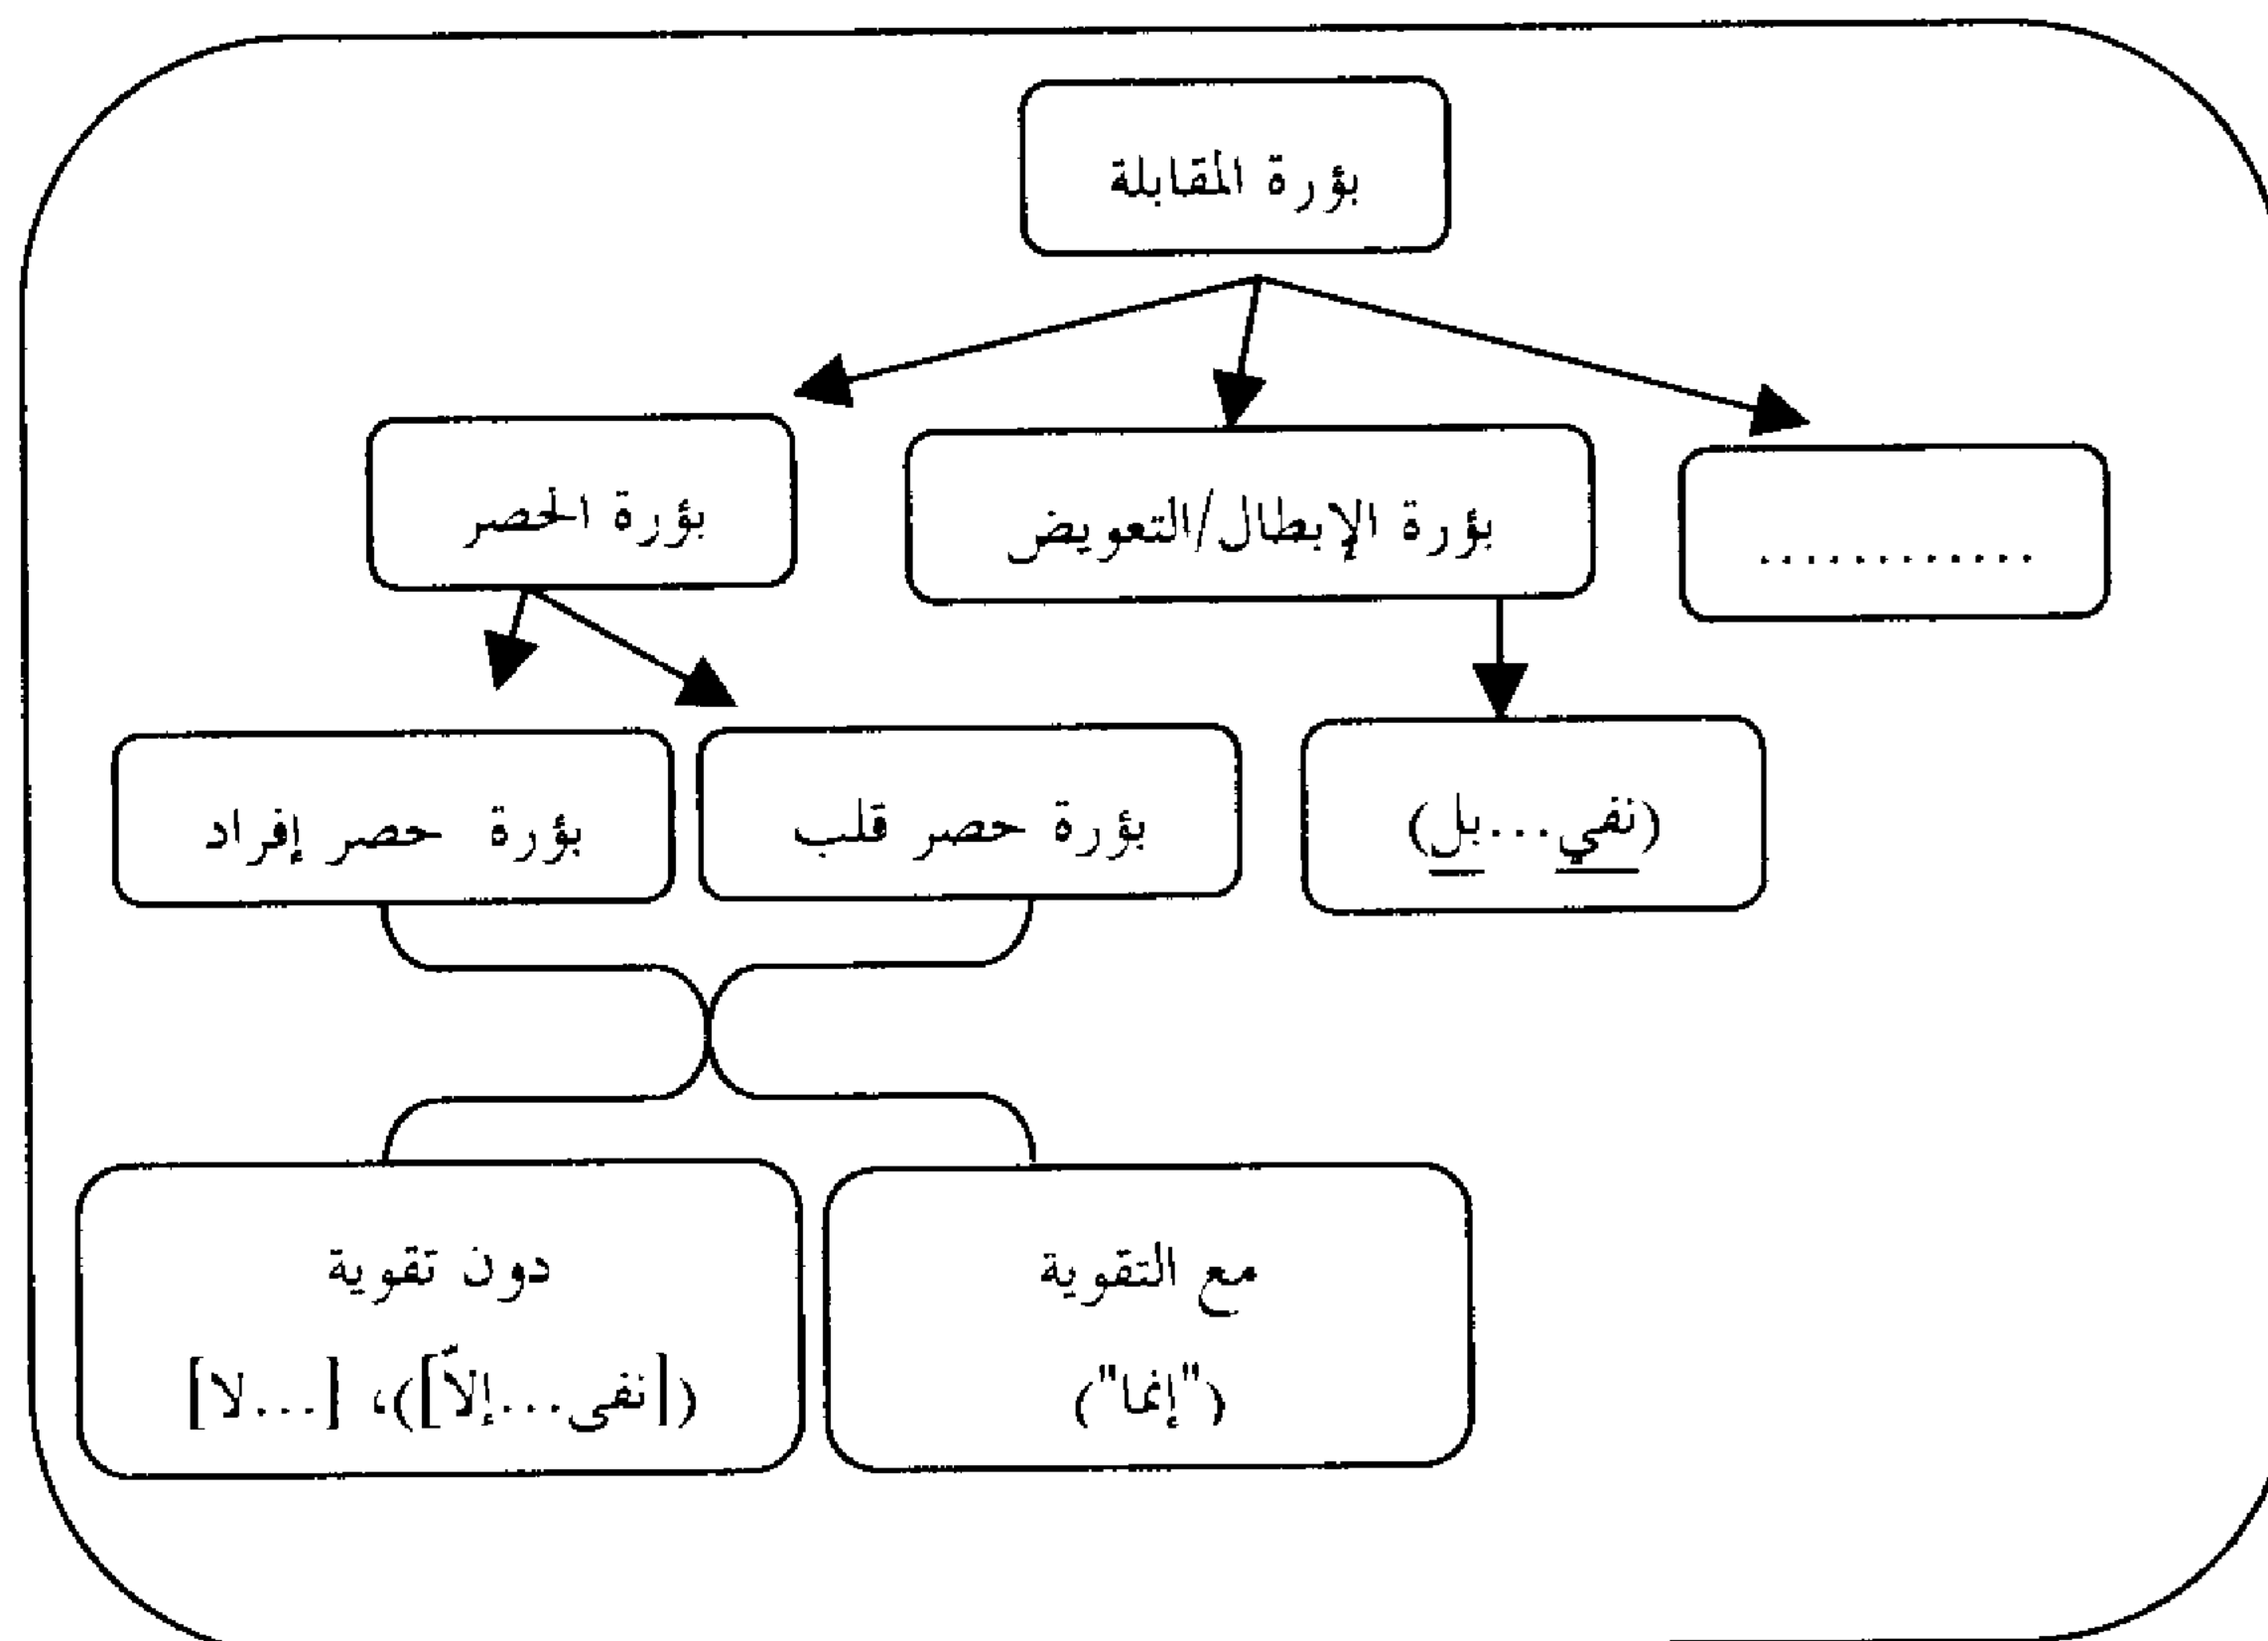 بؤرة المقابلة
............
بؤرة الإبطال/التعويض
بؤرة الحصر
(نفي...بل)
بؤرة حصر قلب
بؤرة حصر إفراد
مع التقوية
("إنما")
دون تقوية
([نفى...إلاّ])، [...لا]